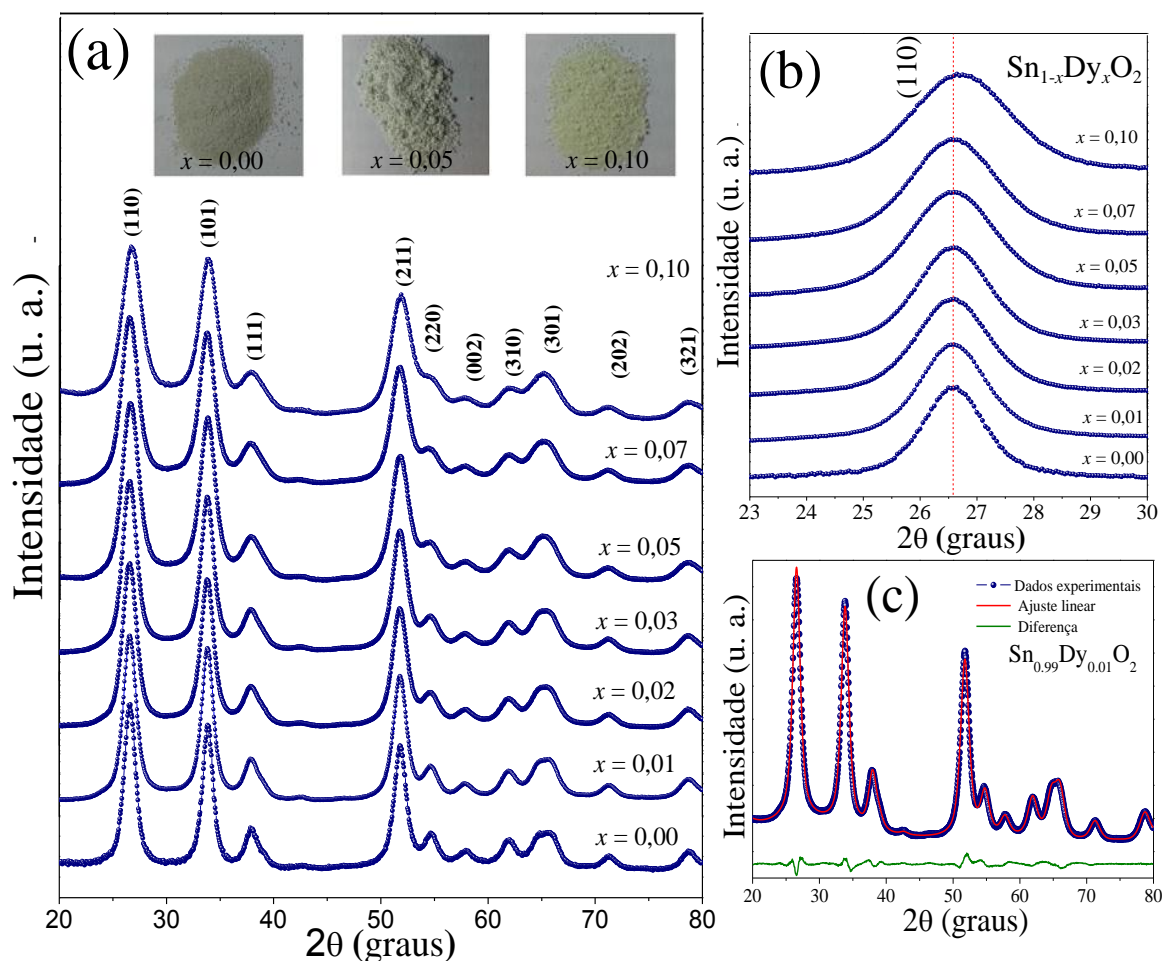 (a)
x = 0,00
x = 0,05
x = 0,10
(110)
(101)
(111)
(211)
(220)
(002)
(310)
(301)
(202)
(321)
x = 0,10
x = 0,07
x = 0,05
x = 0,03
x = 0,02
x = 0,01
x = 0,00
Intensidade (u. a.)
20 30 40 50 60 70 80
2θ (graus)
(b)
(110)
Sn1-xDyxO2
x = 0,10
x = 0,07
x = 0,05
x = 0,03
x = 0,02
x = 0,01
x = 0,00
Intensidade (u. a.)
23 24 25 26 27 28 29 30
2θ (graus)
(c)
Dados experimentais
Ajuste linear
Diferença
Sn0.99Dy0.01O2
Intensidade (u. a.)
20 30 40 50 60 70 80
2θ (graus)